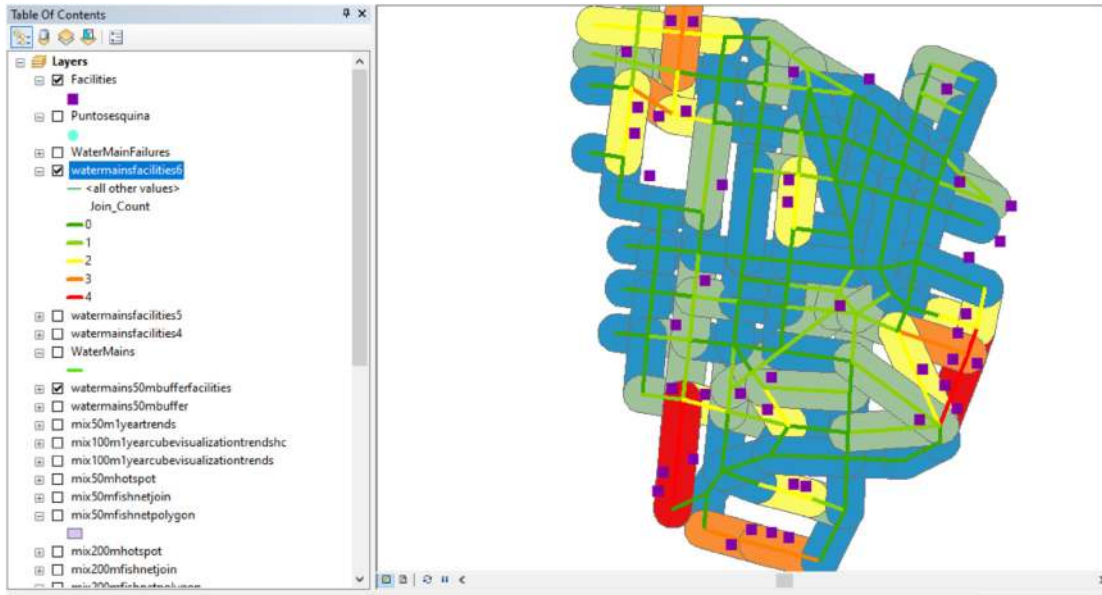 Table Of Contents
Layers
Facilities
Puntosesquina
WaterMainFailures
watermainsfacilities6
<all other values>
Join_Count
0
1
2
3
4
watermainsfacilities5
watermainsfacilities4
WaterMains
watermains50mbufferfacilities
watermains50mbuffer
mix50m1yeartrends
mix100m1yearcubevisualizationtrendshc
mix100m1yearcubevisualizationtrends
mix50mhotspot
mix50mfishnetjoin
mix50mfishnetpolygon
mix200mhotspot
mix200mfishnetjoin
mix200mfishnetpolygon